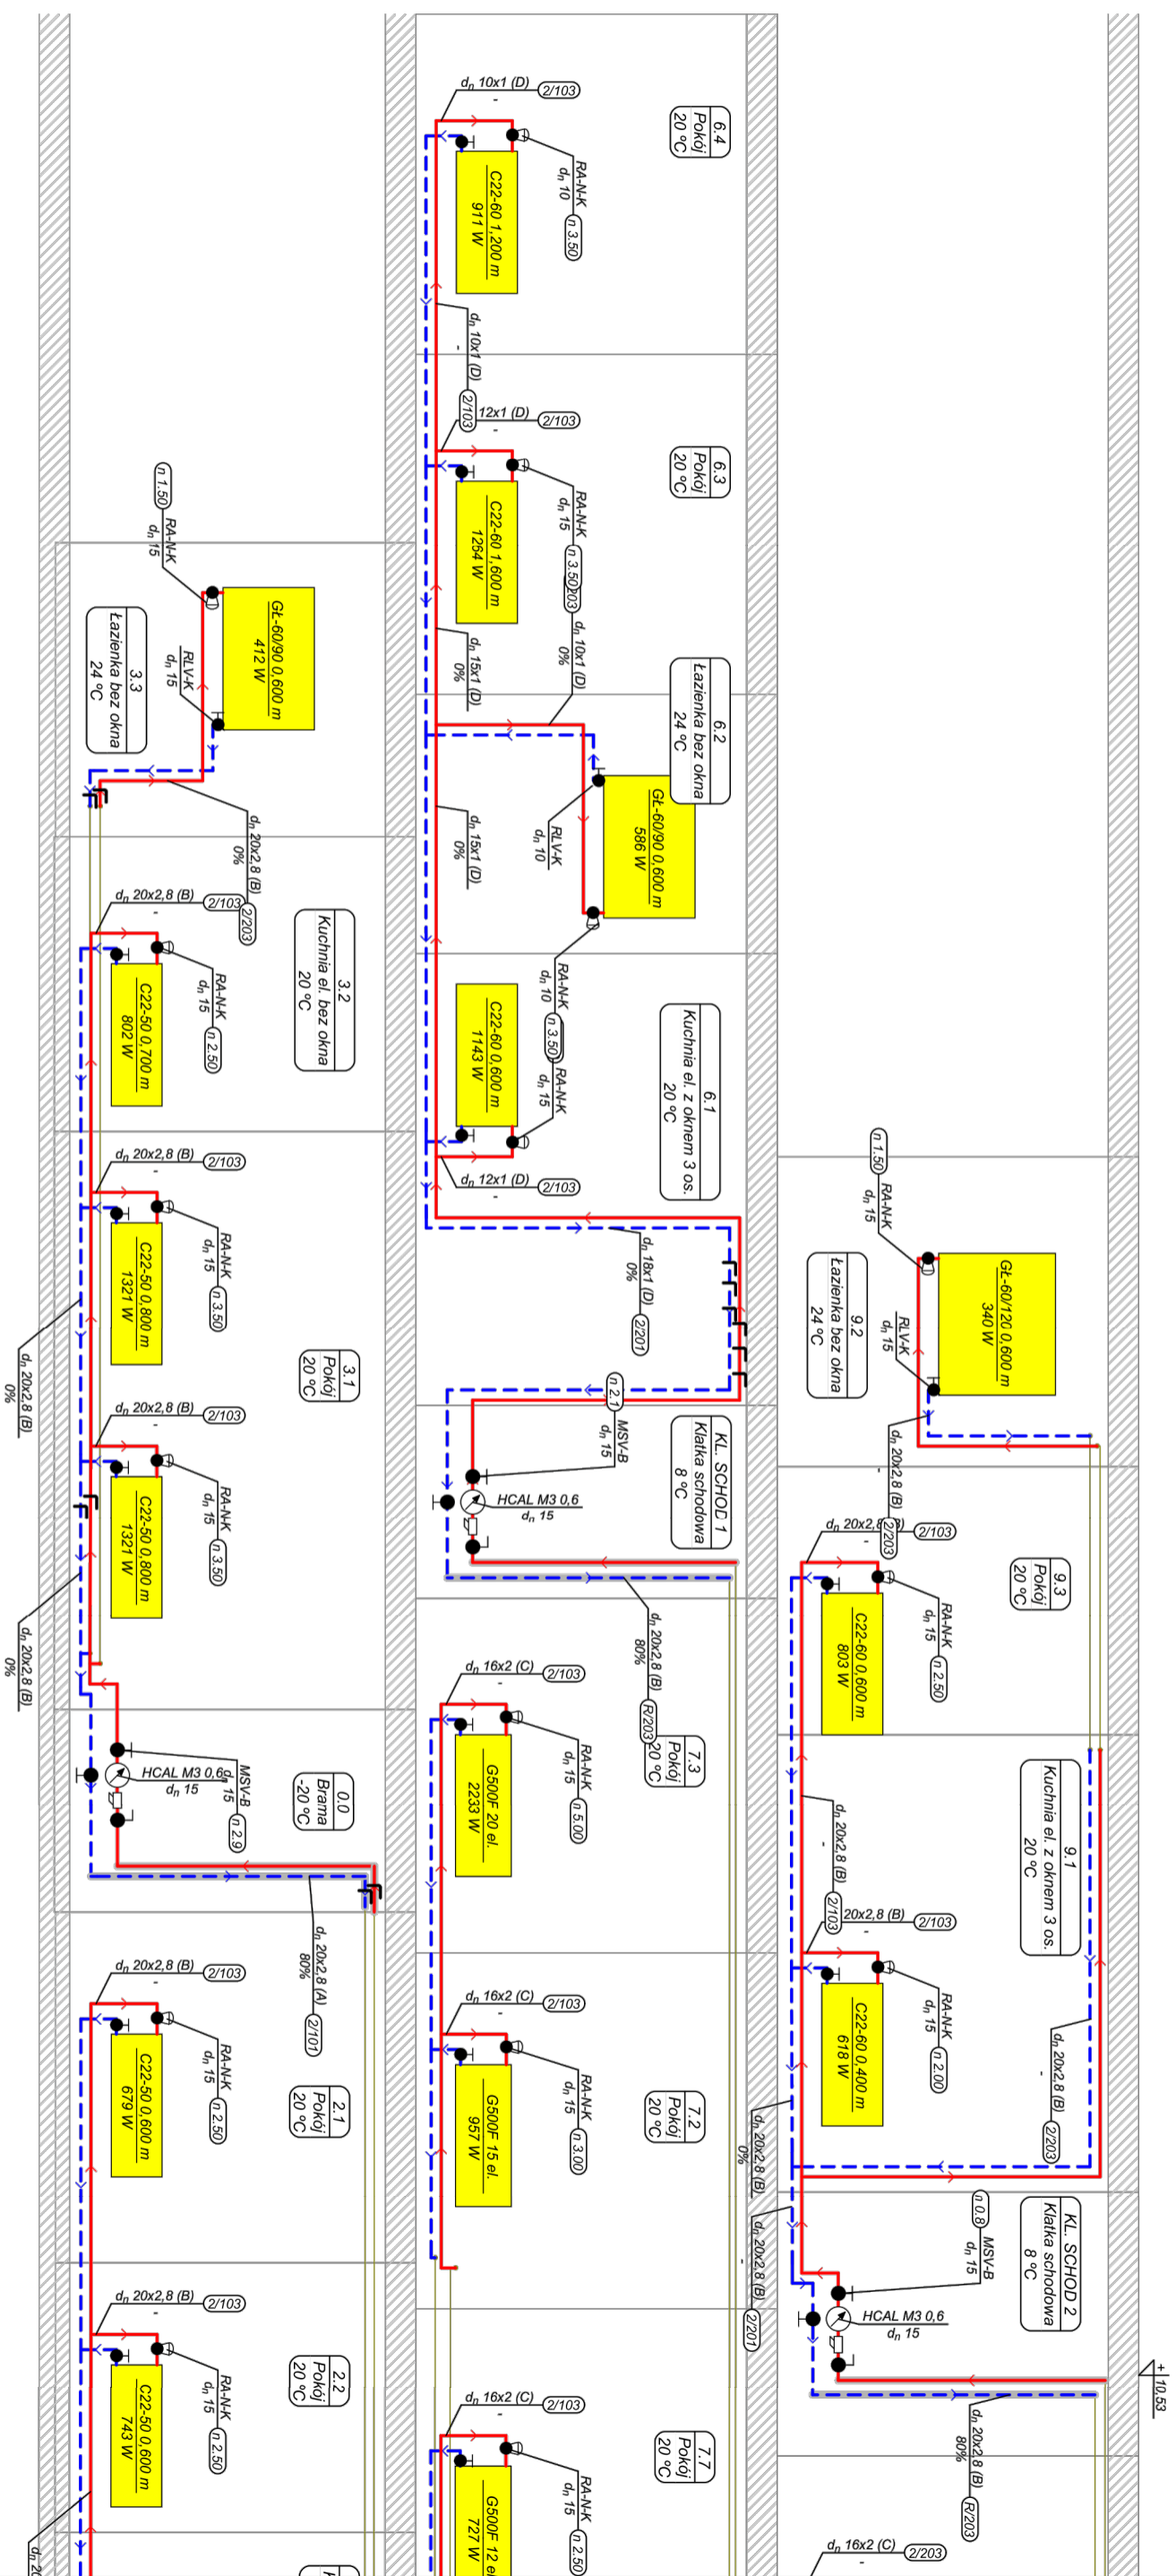 +
10,53
GŁ-60/120 0,600 m
340 W
n 1.50
RA-N-K
dn 15
RLV-K
dn 15
9.2
Łazienka bez okna
24 °C
dn 20x2,8 (B)
-
2/203
2/103
9.3
Pokój
20 °C
RA-N-K
dn 15
n 2.50
C22-60 0,600 m
803 W
9.1
Kuchnia el. z oknem 3 os.
20 °C
dn 20x2,8 (B)
-
2/103
20x2,8 (B)
-
2/103
RA-N-K
dn 15
n 2.00
C22-60 0,400 m
618 W
dn 20x2,8 (B)
-
2/203
dn 20x2,8 (B)
0%
dn 20x2,8 (B)
-
2/201
KL. SCHOD 2
Klatka schodowa
8 °C
n 0.8
MSV-B
dn 15
HCAL M3 0,6
dn 15
dn 20x2,8 (B)
80%
R/203
dn 16x2 (C)
-
2/203
6.4
Pokój
20 °C
dn 10x1 (D)
-
2/103
RA-N-K
dn 10
n 3.50
C22-60 1,200 m
911 W
dn 10x1 (D)
-
2/103
6.3
Pokój
20 °C
12x1 (D)
-
2/103
RA-N-K
dn 15
n 3.50
C22-60 1,600 m
1264 W
dn 15x1 (D)
0%
dn 10x1 (D)
0%
6.2
Łazienka bez okna
24 °C
GŁ-60/90 0,600 m
586 W
RLV-K
dn 10
dn 15x1 (D)
0%
RA-N-K
dn 10
n 3.50
RA-N-K
dn 15
6.1
Kuchnia el. z oknem 3 os.
20 °C
C22-60 0,600 m
1143 W
dn 12x1 (D)
-
2/103
dn 18x1 (D)
0%
2/201
KL. SCHOD 1
Klatka schodowa
8 °C
n 2.1
MSV-B
dn 15
HCAL M3 0,6
dn 15
dn 20x2,8 (B)
80%
R/203
7.3
Pokój
20 °C
dn 16x2 (C)
-
2/103
RA-N-K
dn 15
n 5.00
G500F 20 el.
2233 W
7.2
Pokój
20 °C
dn 16x2 (C)
-
2/103
RA-N-K
dn 15
n 3.00
G500F 15 el.
957 W
7.7
Pokój
20 °C
dn 16x2 (C)
-
2/103
RA-N-K
dn 15
n 2.50
G500F 12 el
727 W
n 1.50
RA-N-K
dn 15
GŁ-60/90 0,600 m
412 W
RLV-K
dn 15
3.3
Łazienka bez okna
24 °C
dn 20x2,8 (B)
0%
2/203
3.2
Kuchnia el. bez okna
20 °C
dn 20x2,8 (B)
-
2/103
RA-N-K
dn 15
n 2.50
C22-50 0,700 m
802 W
3.1
Pokój
20 °C
dn 20x2,8 (B)
-
2/103
RA-N-K
dn 15
n 3.50
C22-50 0,800 m
1321 W
dn 20x2,8 (B)
0%
dn 20x2,8 (B)
-
2/103
RA-N-K
dn 15
n 3.50
C22-50 0,800 m
1321 W
dn 20x2,8 (B)
0%
0.0
Brama
-20 °C
MSV-B
dn 15
n 2.9
HCAL M3 0,6
dn 15
dn 20x2,8 (A)
80%
2/101
2.1
Pokój
20 °C
dn 20x2,8 (B)
-
2/103
RA-N-K
dn 15
n 2.50
C22-50 0,600 m
679 W
2.2
Pokój
20 °C
dn 20x2,8 (B)
-
2/103
RA-N-K
dn 15
n 2.50
C22-50 0,600 m
743 W